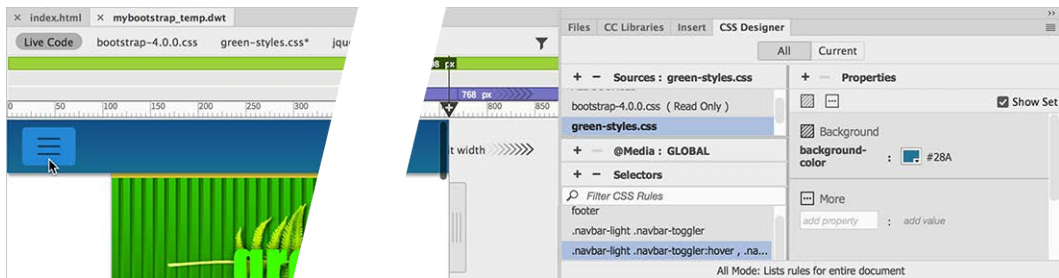 × index.html × mybootstrap_temp.dwt
Live Code bootstrap-4.0.0.css green-styles.css*
px
768 px
0 50 100 150 200 250 300 800 850
t width
Files CC Libraries Insert CSS Designer
All Current
+ − Sources : green-styles.css
bootstrap-4.0.0.css ( Read Only )
green-styles.css
+ − @Media : GLOBAL
+ − Selectors
Filter CSS Rules
footer
.navbar-light .navbar-toggler
.navbar-light .navbar-toggler:hover , .na...
+ − Properties
Show Set
Background
background-color : #28A
More
add property : add value
All Mode: Lists rules for entire document